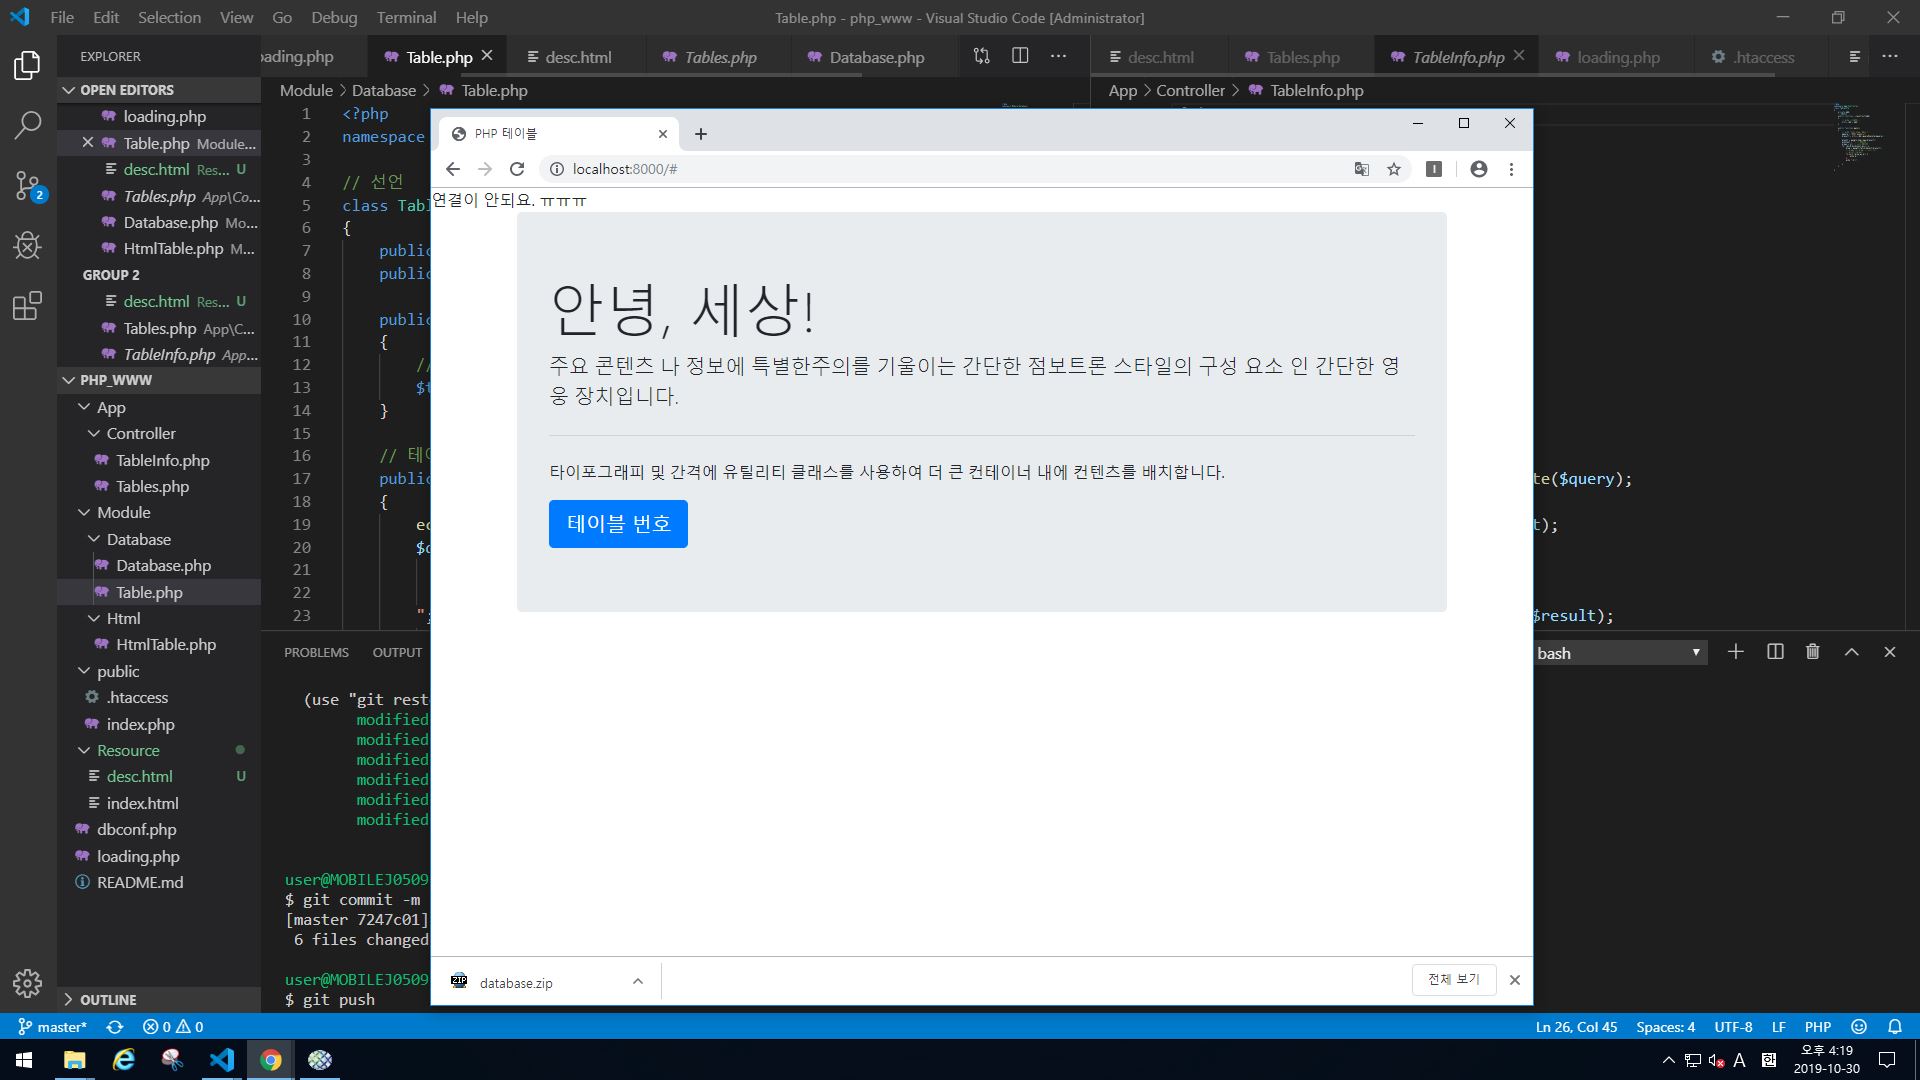 File Edit Selection View Go Debug Terminal Help
Table.php - php_www - Visual Studio Code [Administrator]
EXPLORER
OPEN EDITORS
loading.php
Table.php Module...
desc.html Res... U
Tables.php App\Co...
Database.php Mo...
HtmlTable.php M...
GROUP 2
desc.html Res... U
Tables.php App\C...
TableInfo.php App...
PHP_WWW
App
Controller
TableInfo.php
Tables.php
Module
Database
Database.php
Table.php
Html
HtmlTable.php
public
.htaccess
index.php
Resource
desc.html U
index.html
dbconf.php
loading.php
README.md
OUTLINE
oading.php Table.php desc.html Tables.php Database.php
Module > Database > Table.php
1 <?php
2 namespace
3
4 // 선언
5 class Tabl
6 {
7 public
8 public
9
10 public
11 {
12 //
13 $t
14 }
15
16 // 테이
17 public
18 {
19 ec
20 $q
21
22
23 ";
desc.html Tables.php TableInfo.php loading.php .htaccess
App > Controller > TableInfo.php
te($query);
t);
$result);
PHP 테이블
localhost:8000/#
연결이 안되요. ㅠㅠㅠ
안녕, 세상!
주요 콘텐츠 나 정보에 특별한주의를 기울이는 간단한 점보트론 스타일의 구성 요소 인 간단한 영
웅 장치입니다.
타이포그래피 및 간격에 유틸리티 클래스를 사용하여 더 큰 컨테이너 내에 컨텐츠를 배치합니다.
테이블 번호
database.zip
전체 보기
PROBLEMS OUTPUT
bash
(use "git rest
modified
modified
modified
modified
modified
modified
user@MOBILEJ0509
$ git commit -m
[master 7247c01]
6 files changed
user@MOBILEJ0509
$ git push
master* 0 0
Ln 26, Col 45 Spaces: 4 UTF-8 LF PHP
2
A 한
오후 4:19
2019-10-30